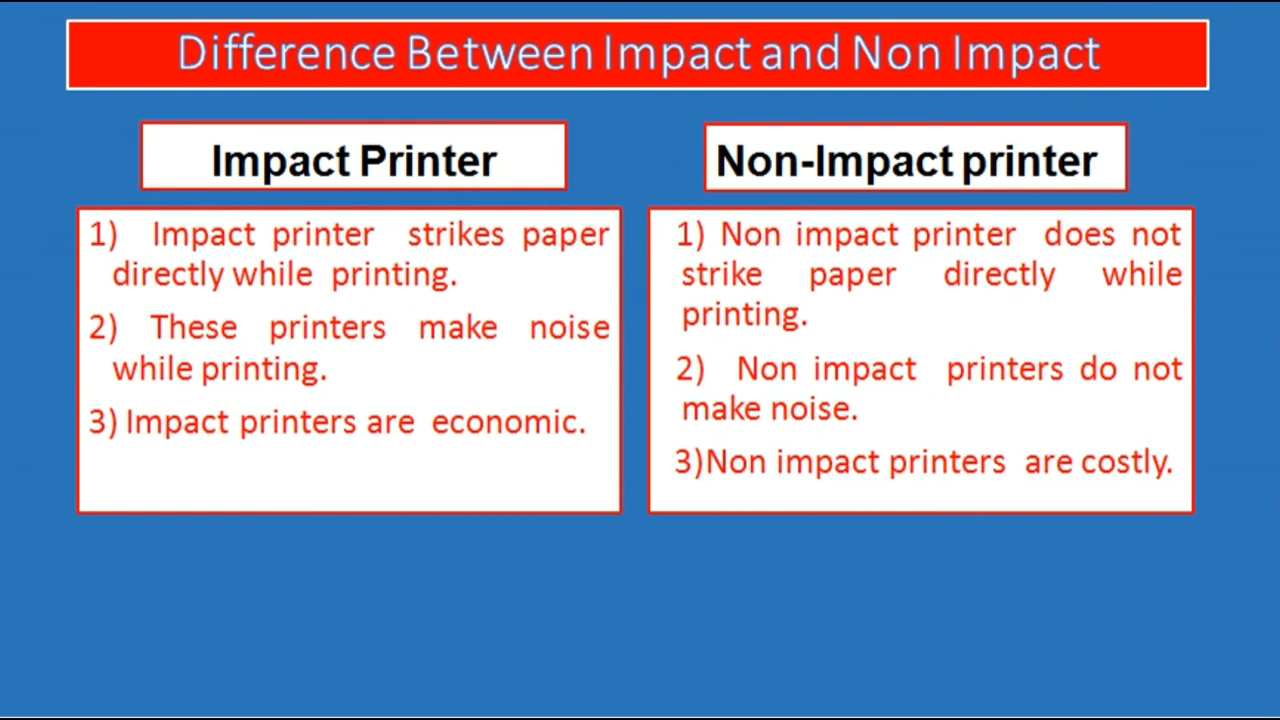 Difference Between Impact and Non Impact
Impact Printer
1) Impact printer strikes paper
directly while printing.
2) These printers make noise
while printing.
3) Impact printers are economic.
Non-Impact printer
1) Non impact printer does not
strike paper directly while
printing.
2) Non impact printers do not
make noise.
3)Non impact printers are costly.